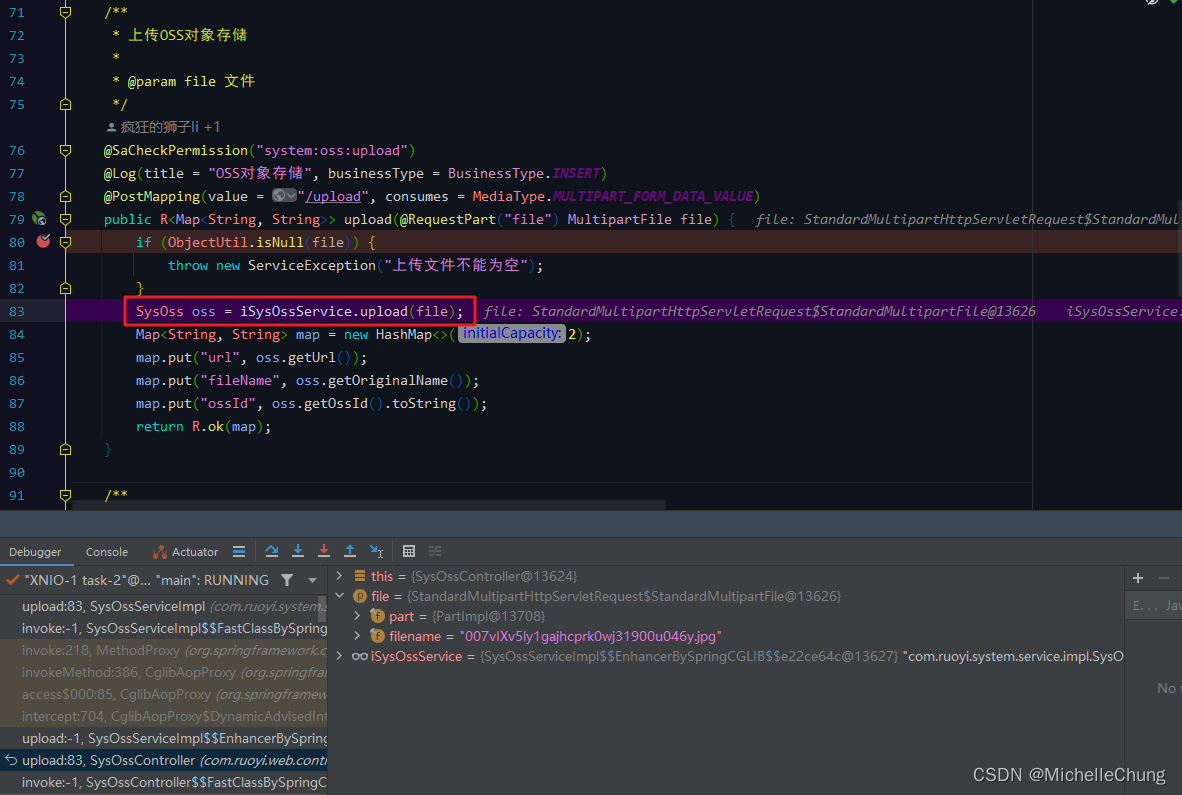 71 /**
72 * 上传OSS对象存储
73 *
74 * @param file 文件
75 */
疯狂的狮子li +1
76 @SaCheckPermission("system:oss:upload")
77 @Log(title = "OSS对象存储", businessType = BusinessType.INSERT)
78 @PostMapping(value = "/upload", consumes = MediaType.MULTIPART_FORM_DATA_VALUE)
79 public R<Map<String, String>> upload(@RequestPart("file") MultipartFile file) { file: StandardMultipartHttpServletRequest$StandardMul
80 if (ObjectUtil.isNull(file)) {
81 throw new ServiceException("上传文件不能为空");
82 }
83 SysOss oss = iSysOssService.upload(file); file: StandardMultipartHttpServletRequest$StandardMultipartFile@13626 iSysOssService:
84 Map<String, String> map = new HashMap<>( initialCapacity: 2);
85 map.put("url", oss.getUrl());
86 map.put("fileName", oss.getOriginalName());
87 map.put("ossId", oss.getOssId().toString());
88 return R.ok(map);
89 }
90
91 /**
Debugger Console Actuator
"XNIO-1 task-2"@... "main": RUNNING
upload:83, SysOssServiceImpl (com.ruoyi.system.s
invoke:-1, SysOssServiceImpl$$FastClassBySpring
invoke:218, MethodProxy (org.springframework.c
invokeMethod:386, CglibAopProxy (org.springfram
access$000:85, CglibAopProxy (org.springframew
intercept:704, CglibAopProxy$DynamicAdvisedInt
upload:-1, SysOssServiceImpl$$EnhancerBySpring
upload:83, SysOssController (com.ruoyi.web.contr
invoke:-1, SysOssController$$FastClassBySpringC
this = {SysOssController@13624}
file = {StandardMultipartHttpServletRequest$StandardMultipartFile@13626}
part = {PartImpl@13708}
filename = "007vlXv5ly1gajhcprk0wj31900u046y.jpg"
iSysOssService = {SysOssServiceImpl$$EnhancerBySpringCGLIB$$e22ce64c@13627} "com.ruoyi.system.service.impl.SysO
E... Jav
No
CSDN @MichelleChung